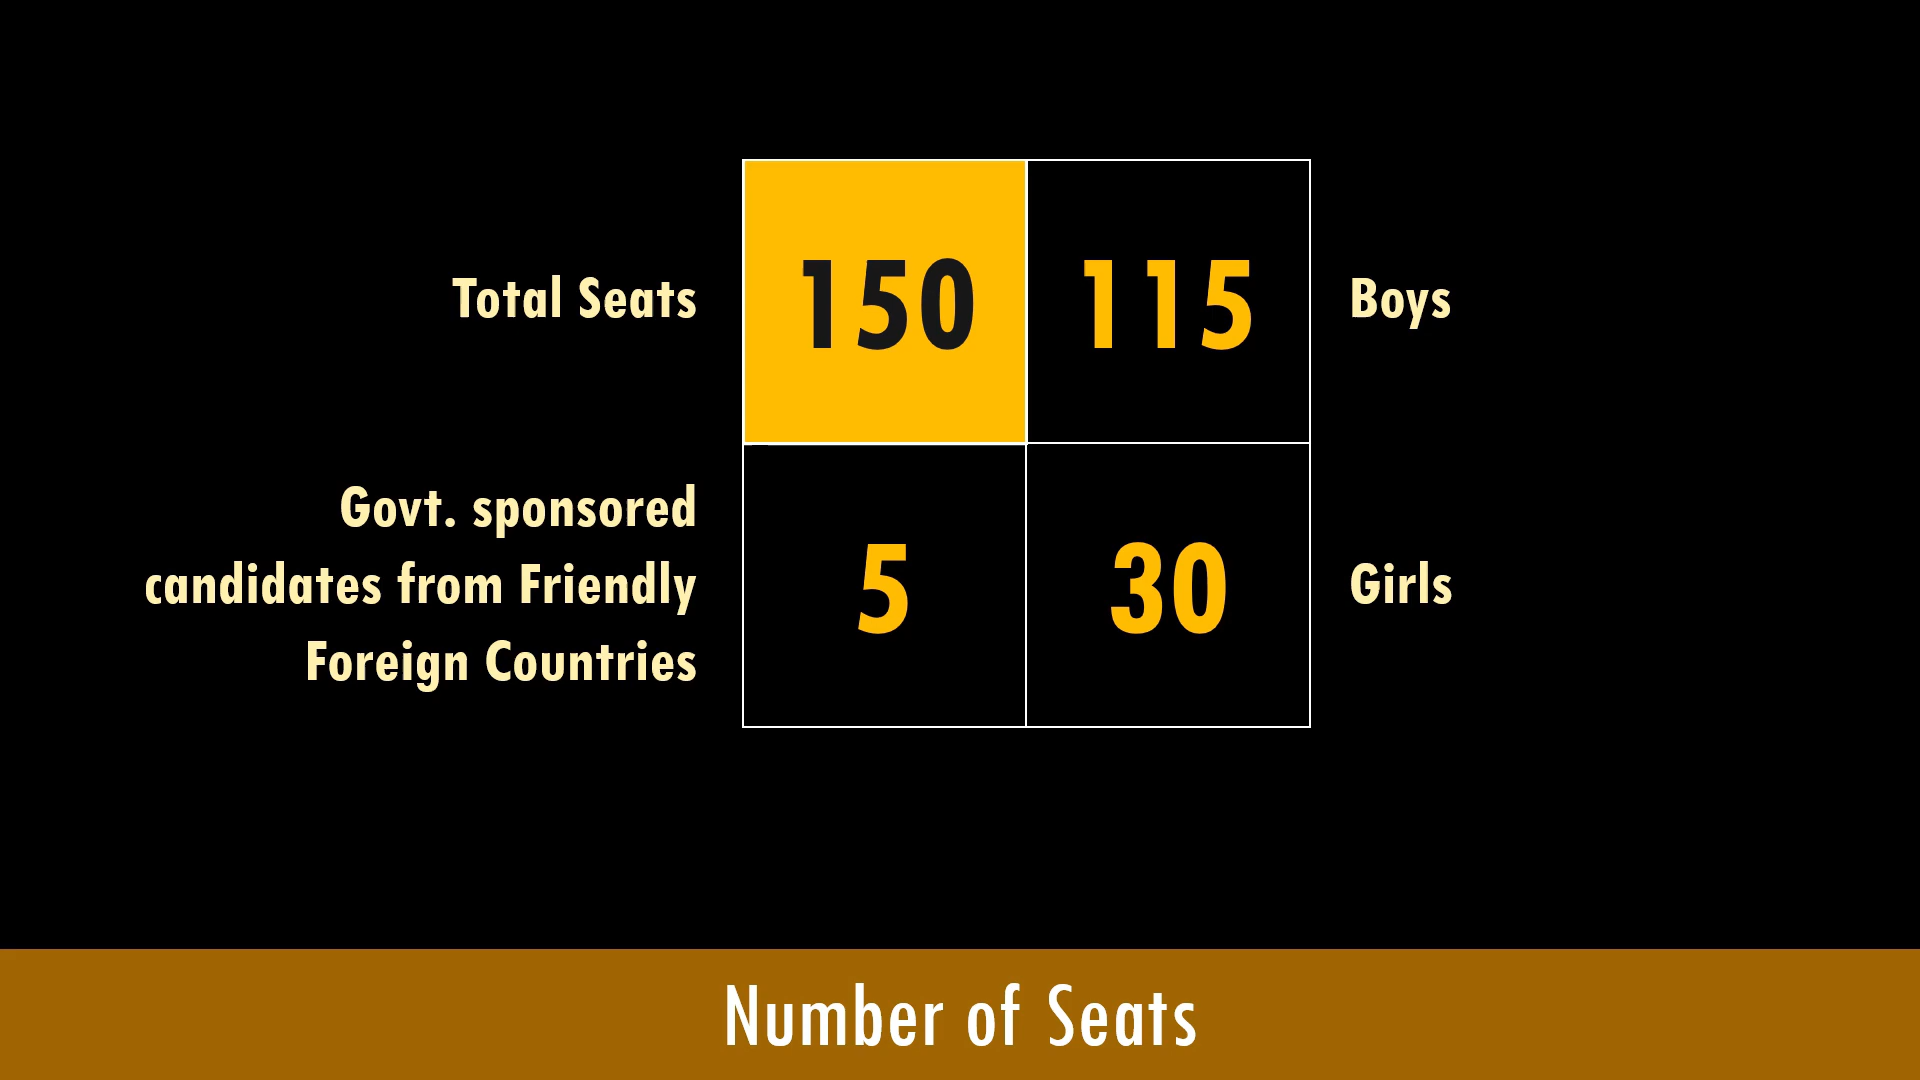 Total Seats
150
115
Boys
Govt. sponsored
candidates from Friendly
Foreign Countries
5
30
Girls
Number of Seats